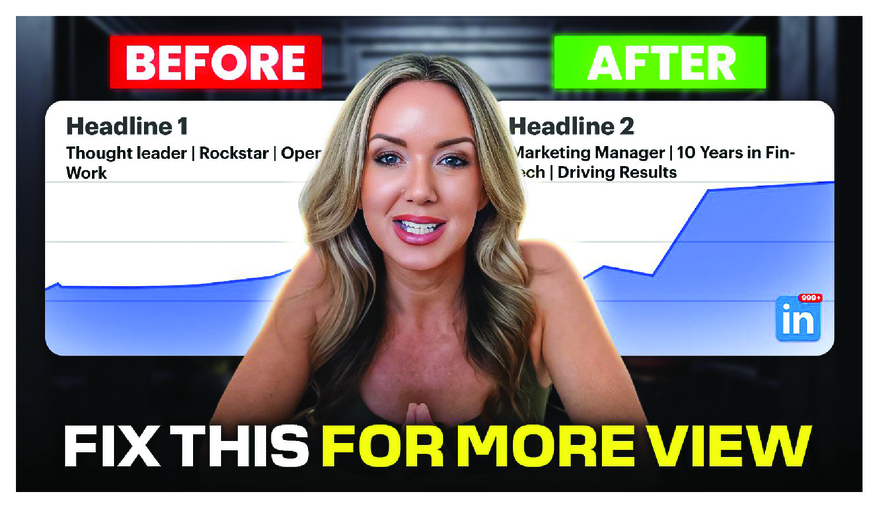 BEFORE
AFTER
Headline 1
Thought leader | Rockstar | Oper
Work
Headline 2
Marketing Manager | 10 Years in Fin-
ech | Driving Results
999+
in
FIX THIS FOR MORE VIEW